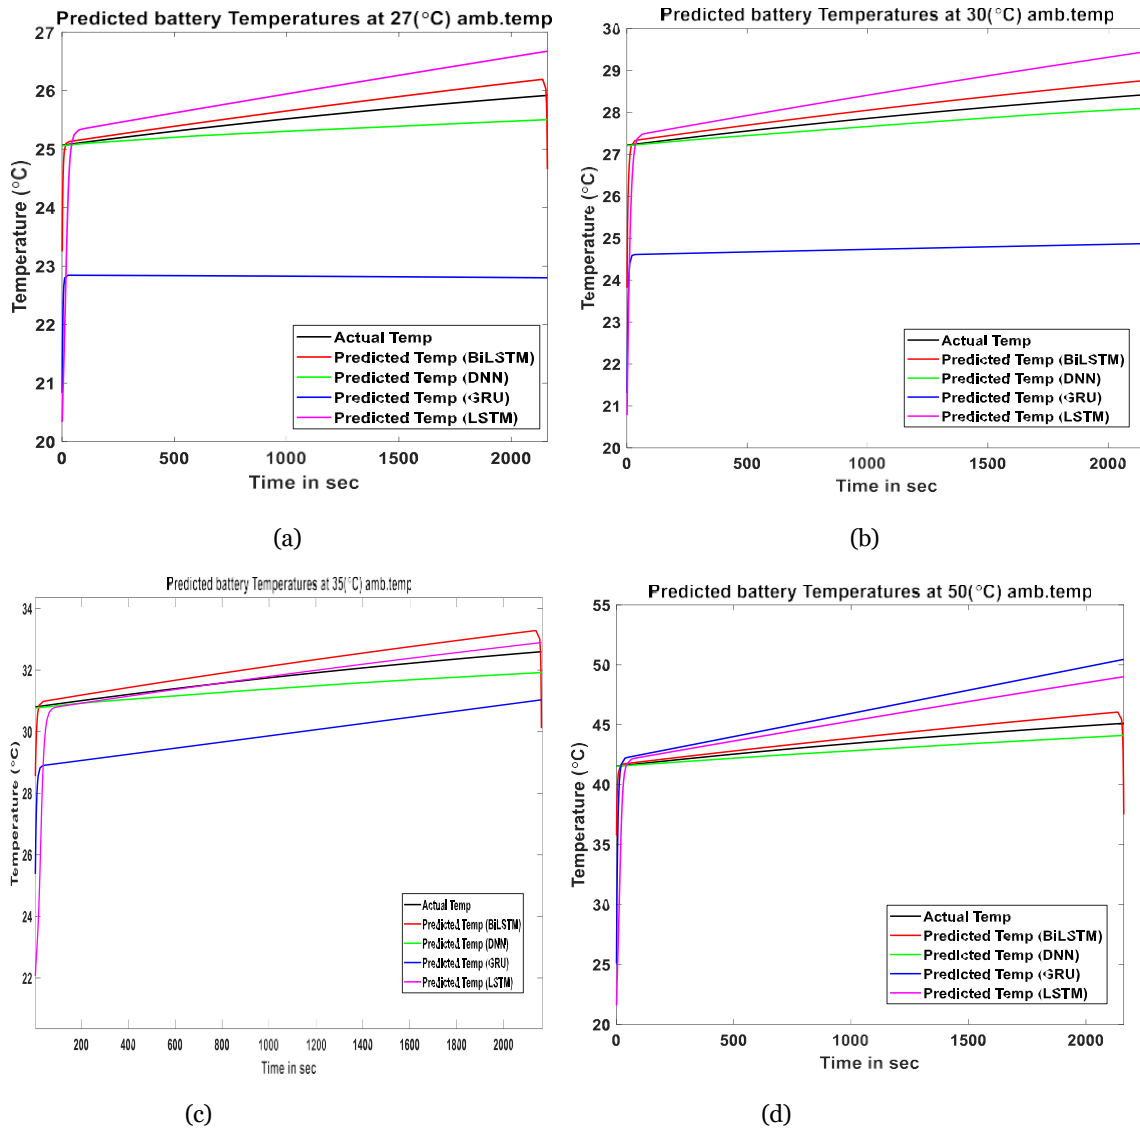 Predicted battery Temperatures at 27(°C) amb.temp
27
26
25
24
23
22
21
20
Temperature (°C)
0 500 1000 1500 2000
Time in sec
Actual Temp
Predicted Temp (BiLSTM)
Predicted Temp (DNN)
Predicted Temp (GRU)
Predicted Temp (LSTM)
(a)
Predicted battery Temperatures at 30(°C) amb.temp
30
29
28
27
26
25
24
23
22
21
20
Temperature (°C)
0 500 1000 1500 2000
Time in sec
Actual Temp
Predicted Temp (BiLSTM)
Predicted Temp (DNN)
Predicted Temp (GRU)
Predicted Temp (LSTM)
(b)
Predicted battery Temperatures at 35(°C) amb.temp
34
32
30
28
26
24
22
Temperature (°C)
200 400 600 800 1000 1200 1400 1600 1800 2000
Time in sec
Actual Temp
Predicted Temp (BiLSTM)
Predicted Temp (DNN)
Predicted Temp (GRU)
Predicted Temp (LSTM)
(c)
Predicted battery Temperatures at 50(°C) amb.temp
55
50
45
40
35
30
25
20
Temperature (°C)
0 500 1000 1500 2000
Time in sec
Actual Temp
Predicted Temp (BiLSTM)
Predicted Temp (DNN)
Predicted Temp (GRU)
Predicted Temp (LSTM)
(d)